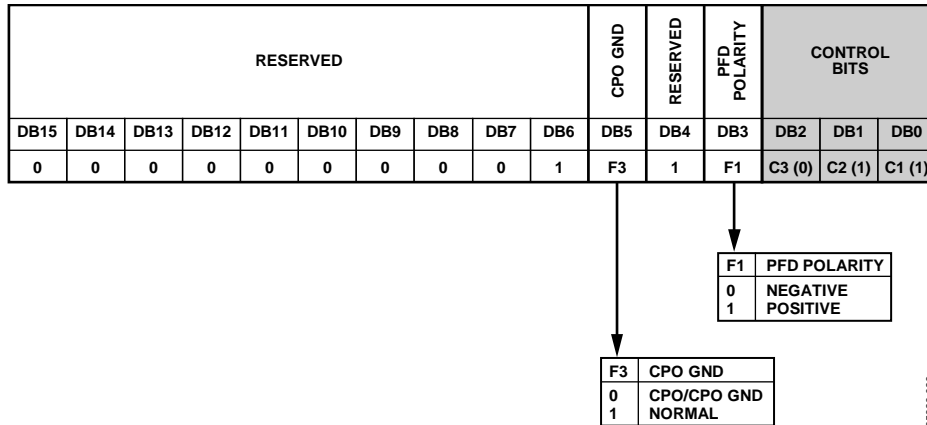 RESERVED
CPO GND
RESERVED
PFD
POLARITY
CONTROL
BITS
DB15 DB14 DB13 DB12 DB11 DB10 DB9 DB8 DB7 DB6 DB5 DB4 DB3 DB2 DB1 DB0
0 0 0 0 0 0 0 0 0 1 F3 1 F1 C3 (0) C2 (1) C1 (1)
F1 PFD POLARITY
0 NEGATIVE
1 POSITIVE
F3 CPO GND
0 CPO/CPO GND
1 NORMAL